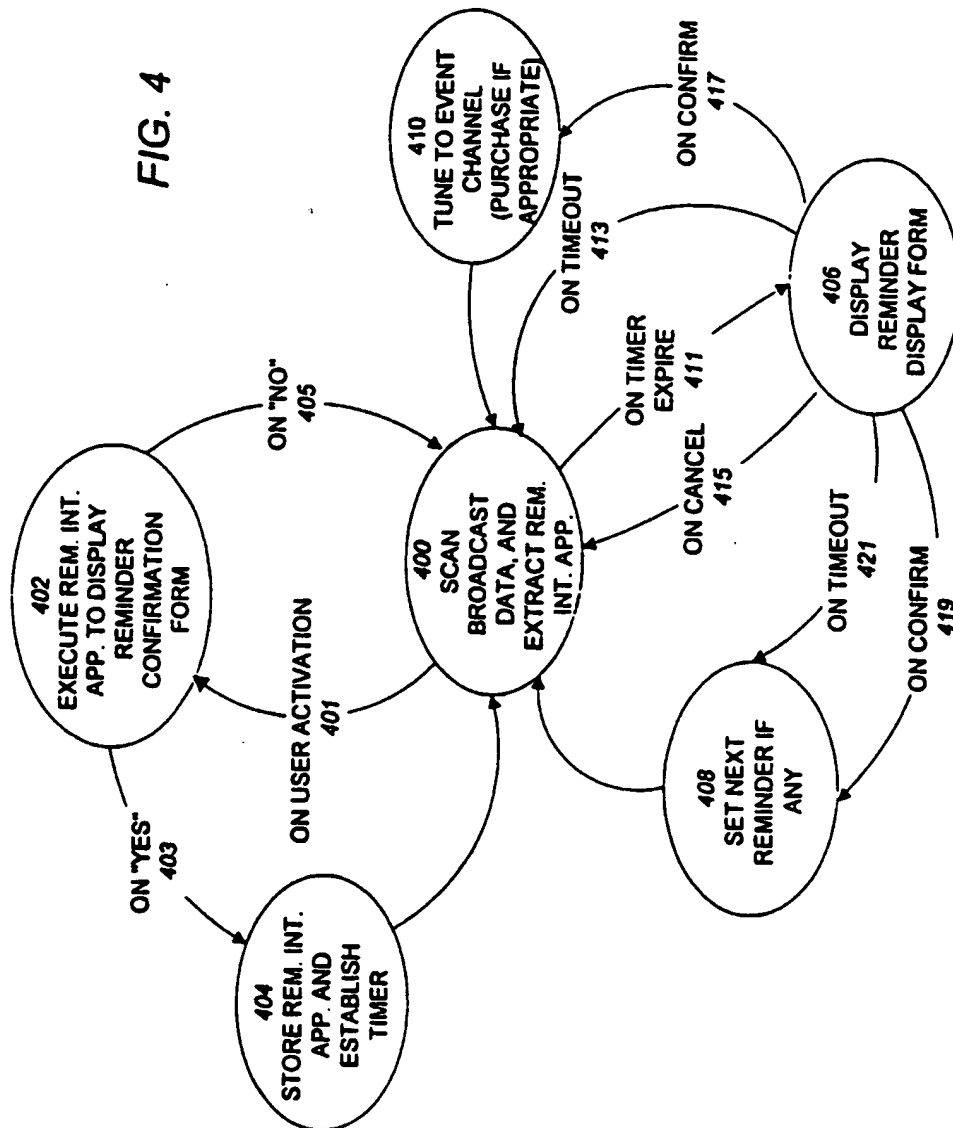 FIG. 4
402
EXECUTE REM. INT.
APP. TO DISPLAY
REMINDER
CONFIRMATION
FORM
ON "YES"
403
ON "NO"
405
404
STORE REM. INT.
APP. AND
ESTABLISH
TIMER
ON USER ACTIVATION
401
410
TUNE TO EVENT
CHANNEL
(PURCHASE IF
APPROPRIATE)
400
SCAN
BROADCAST
DATA, AND
EXTRACT REM.
INT. APP.
ON TIMEOUT
413
ON CONFIRM
417
ON TIMER
EXPIRE
411
ON CANCEL
415
408
SET NEXT
REMINDER IF
ANY
ON TIMEOUT
421
ON CONFIRM
419
406
DISPLAY
REMINDER
DISPLAY FORM